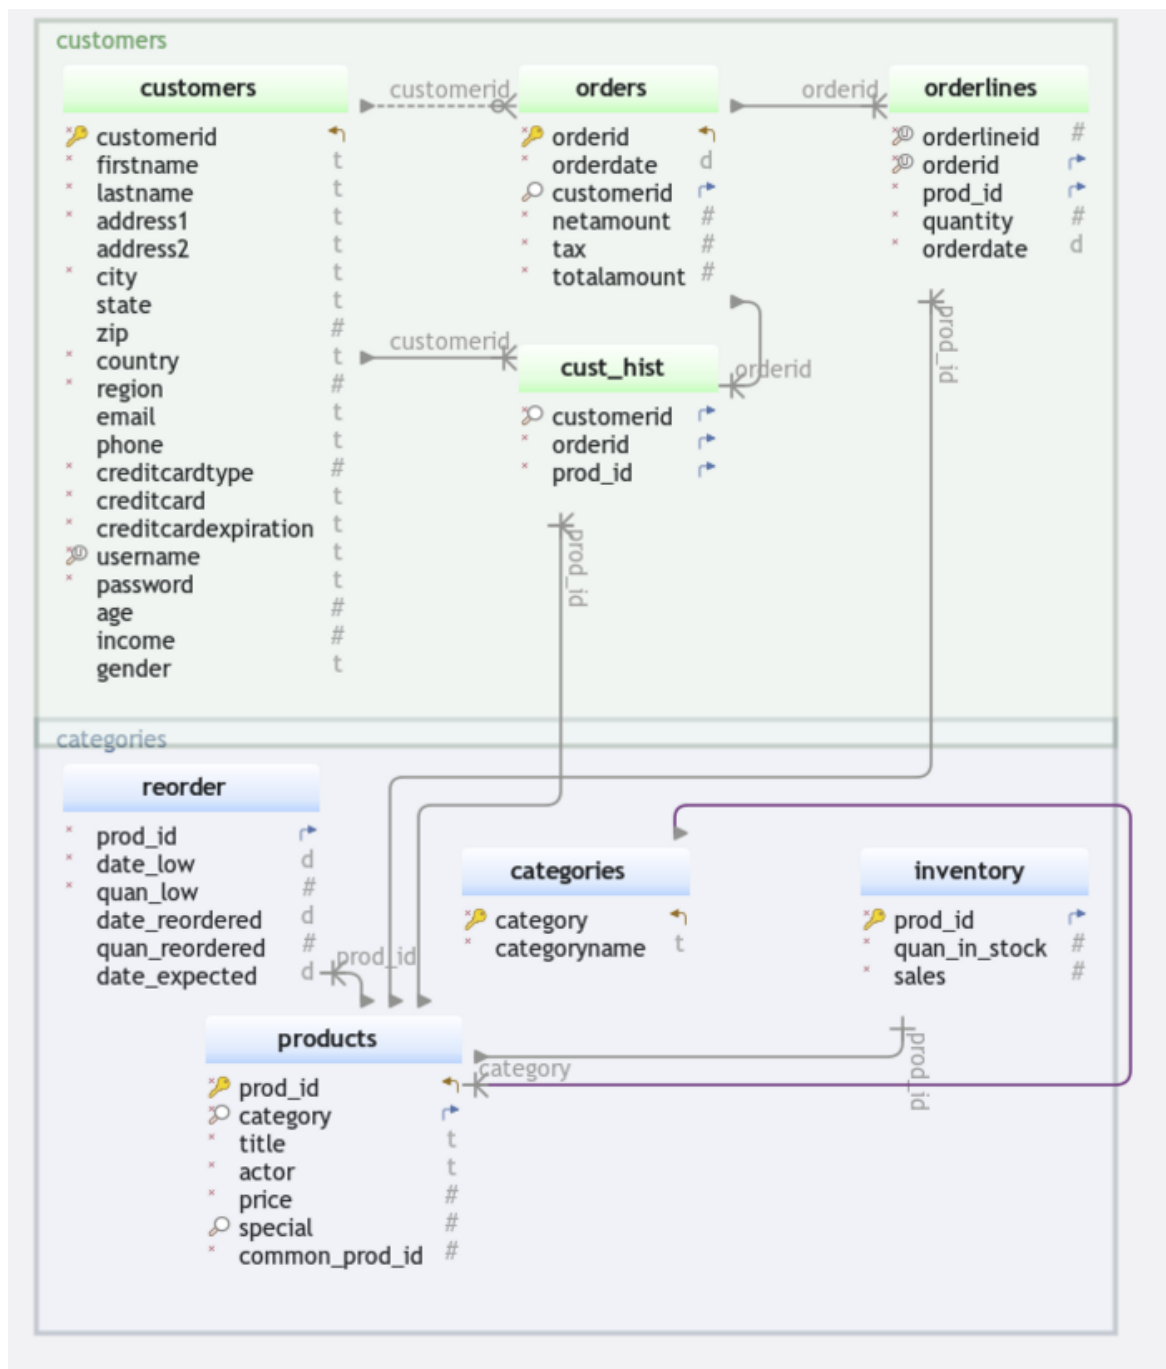 customers
customers
customerid
firstname t
lastname t
address1 t
address2 t
city t
state t
zip #
country t
region #
email t
phone t
creditcardtype #
creditcard t
creditcardexpiration t
username t
password t
age #
income #
gender t
customerid
orders
orderid
orderdate d
customerid
netamount #
tax #
totalamount #
orderid
orderlines
orderlineid #
orderid
prod_id
quantity #
orderdate d
customerid
cust_hist
orderid
customerid
orderid
prod_id
prod_id
prod_id
categories
reorder
prod_id
date_low d
quan_low #
date_reordered d
quan_reordered #
date_expected d
prod_id
categories
category
categoryname t
inventory
prod_id
quan_in_stock #
sales #
products
prod_id
category
title t
actor t
price #
special #
common_prod_id #
category
prod_id